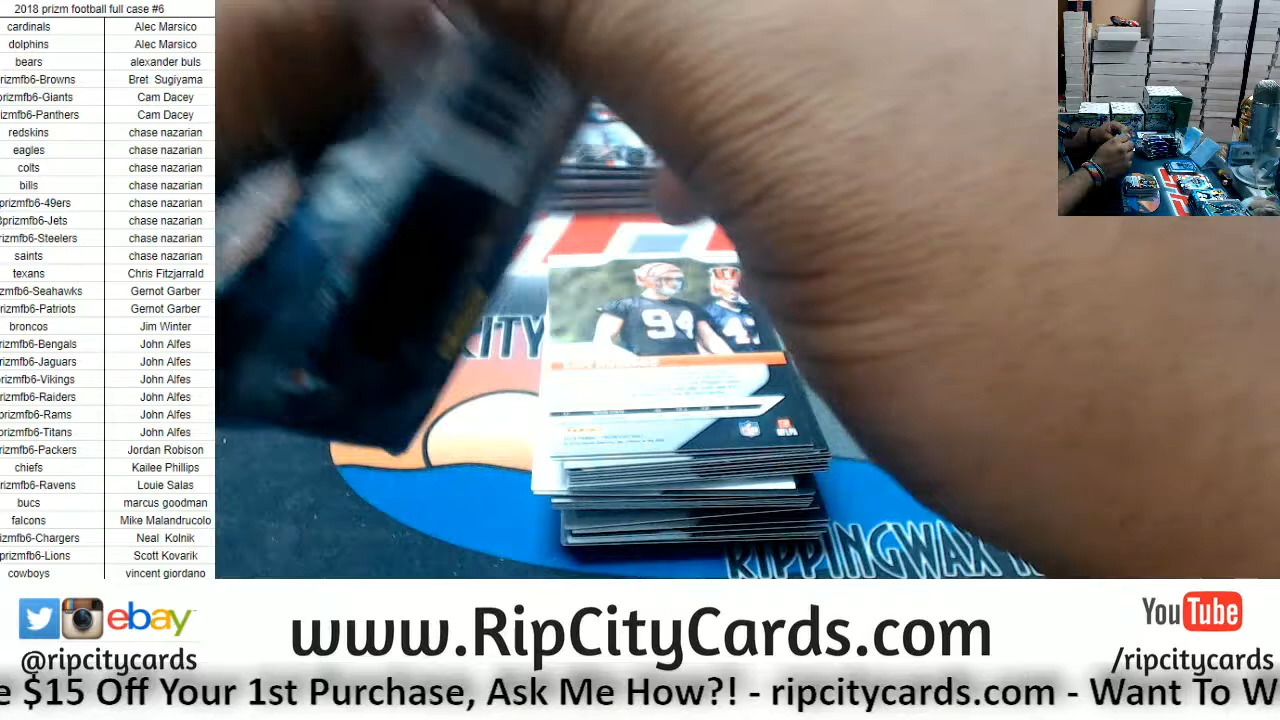 2018 prizm football full case #6
cardinals Alec Marsico
dolphins Alec Marsico
bears alexander buls
rizmfb6-Browns Bret Sugiyama
prizmfb6-Giants Cam Dacey
izmfb6-Panthers Cam Dacey
redskins chase nazarian
eagles chase nazarian
colts chase nazarian
bills chase nazarian
prizmfb6-49ers chase nazarian
8prizmfb6-Jets chase nazarian
rizmfb6-Steelers chase nazarian
saints chase nazarian
texans Chris Fitzjarrald
zmfb6-Seahawks Gernot Garber
izmfb6-Patriots Gernot Garber
broncos Jim Winter
rizmfb6-Bengals John Alfes
rizmfb6-Jaguars John Alfes
rizmfb6-Vikings John Alfes
rizmfb6-Raiders John Alfes
prizmfb6-Rams John Alfes
prizmfb6-Titans John Alfes
izmfb6-Packers Jordan Robison
chiefs Kailee Phillips
rizmfb6-Ravens Louie Salas
bucs marcus goodman
falcons Mike Malandrucolo
zmfb6-Chargers Neal Kolnik
prizmfb6-Lions Scott Kovarik
cowboys vincent giordano
94
47
CITY
RIPPINGWAX
ebay
@ripcitycards
www.RipCityCards.com
YouTube
/ripcitycards
e $15 Off Your 1st Purchase, Ask Me How?! - ripcitycards.com - Want To W